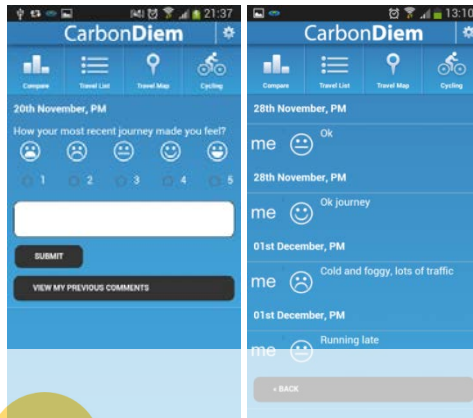 21:37
CarbonDiem
Compare
Travel List
Travel Map
Cycling
20th November, PM
How your most recent journey made you feel?
1 2 3 4 5
SUBMIT
VIEW MY PREVIOUS COMMENTS
13:10
CarbonDiem
Compare
Travel List
Travel Map
Cycling
28th November, PM
me Ok
28th November, PM
me Ok journey
01st December, PM
me Cold and foggy, lots of traffic
01st December, PM
me Running late
< BACK